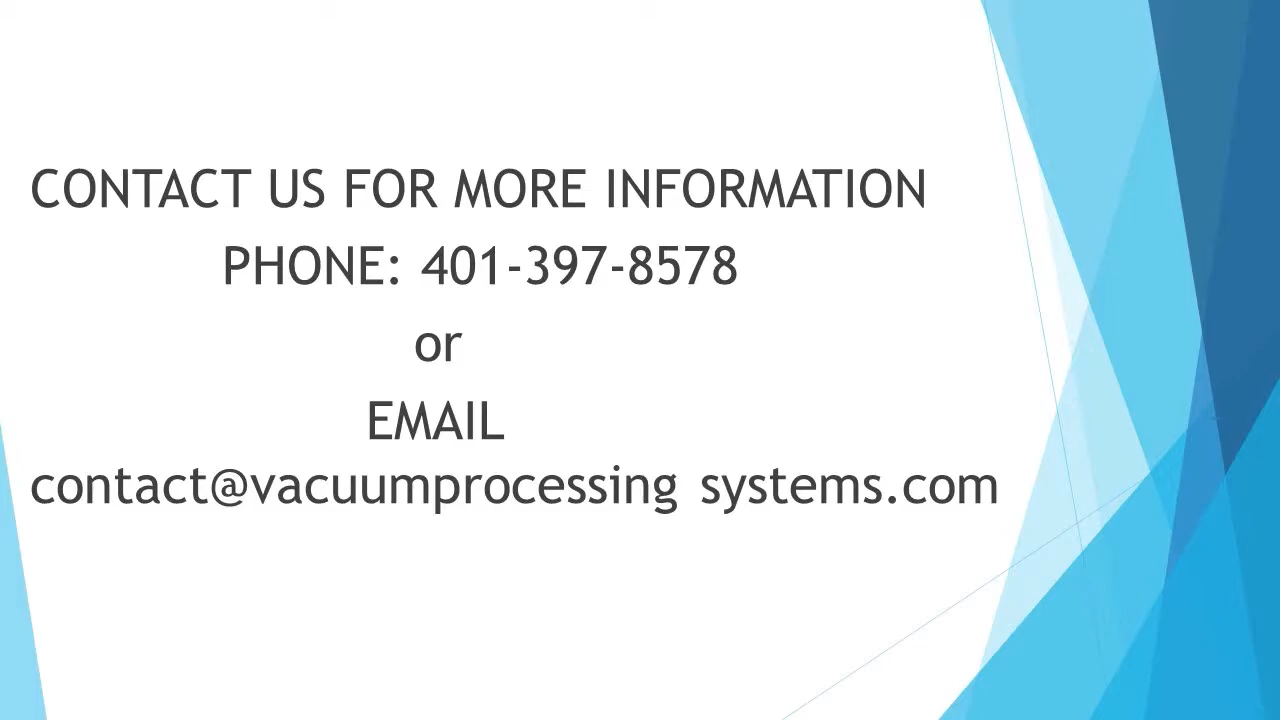 CONTACT US FOR MORE INFORMATION
PHONE: 401-397-8578
or
EMAIL
contact@vacuumprocessing systems.com